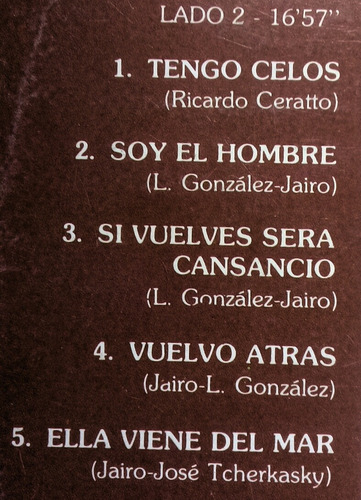 LADO 2 - 16'57"
1. TENGO CELOS
(Ricardo Ceratto)
2. SOY EL HOMBRE
(L. González-Jairo)
3. SI VUELVES SERA
CANSANCIO
(L. González-Jairo)
4. VUELVO ATRAS
(Jairo-L. González)
5. ELLA VIENE DEL MAR
(Jairo-José Tcherkasky)